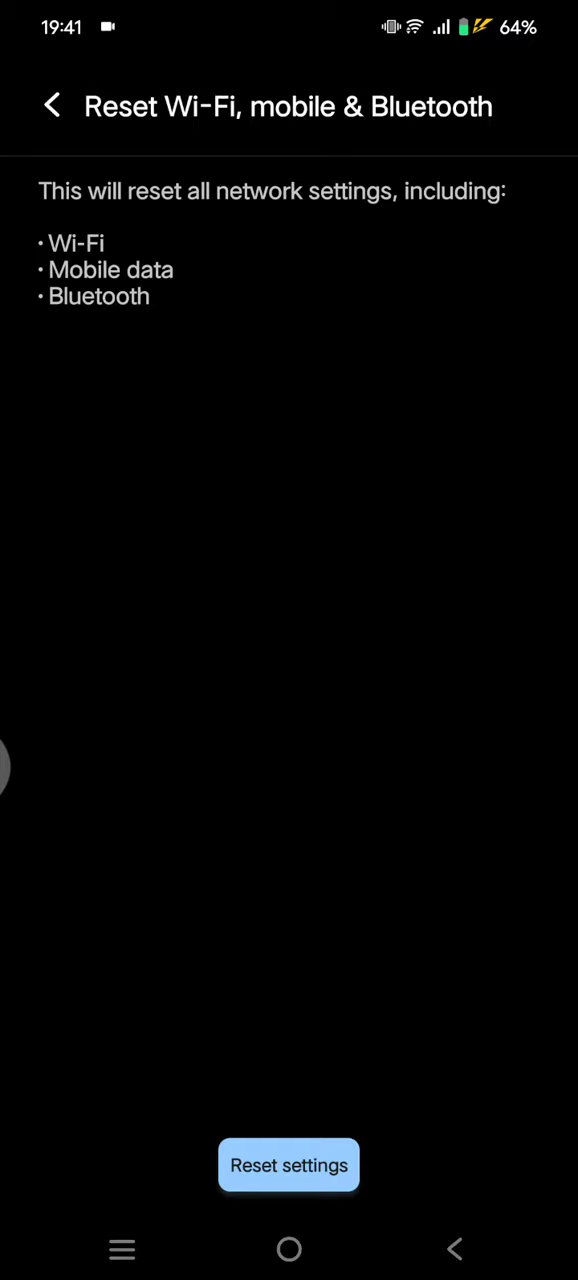 19:41 64%
Reset Wi-Fi, mobile & Bluetooth
This will reset all network settings, including:
• Wi-Fi
• Mobile data
• Bluetooth
Reset settings